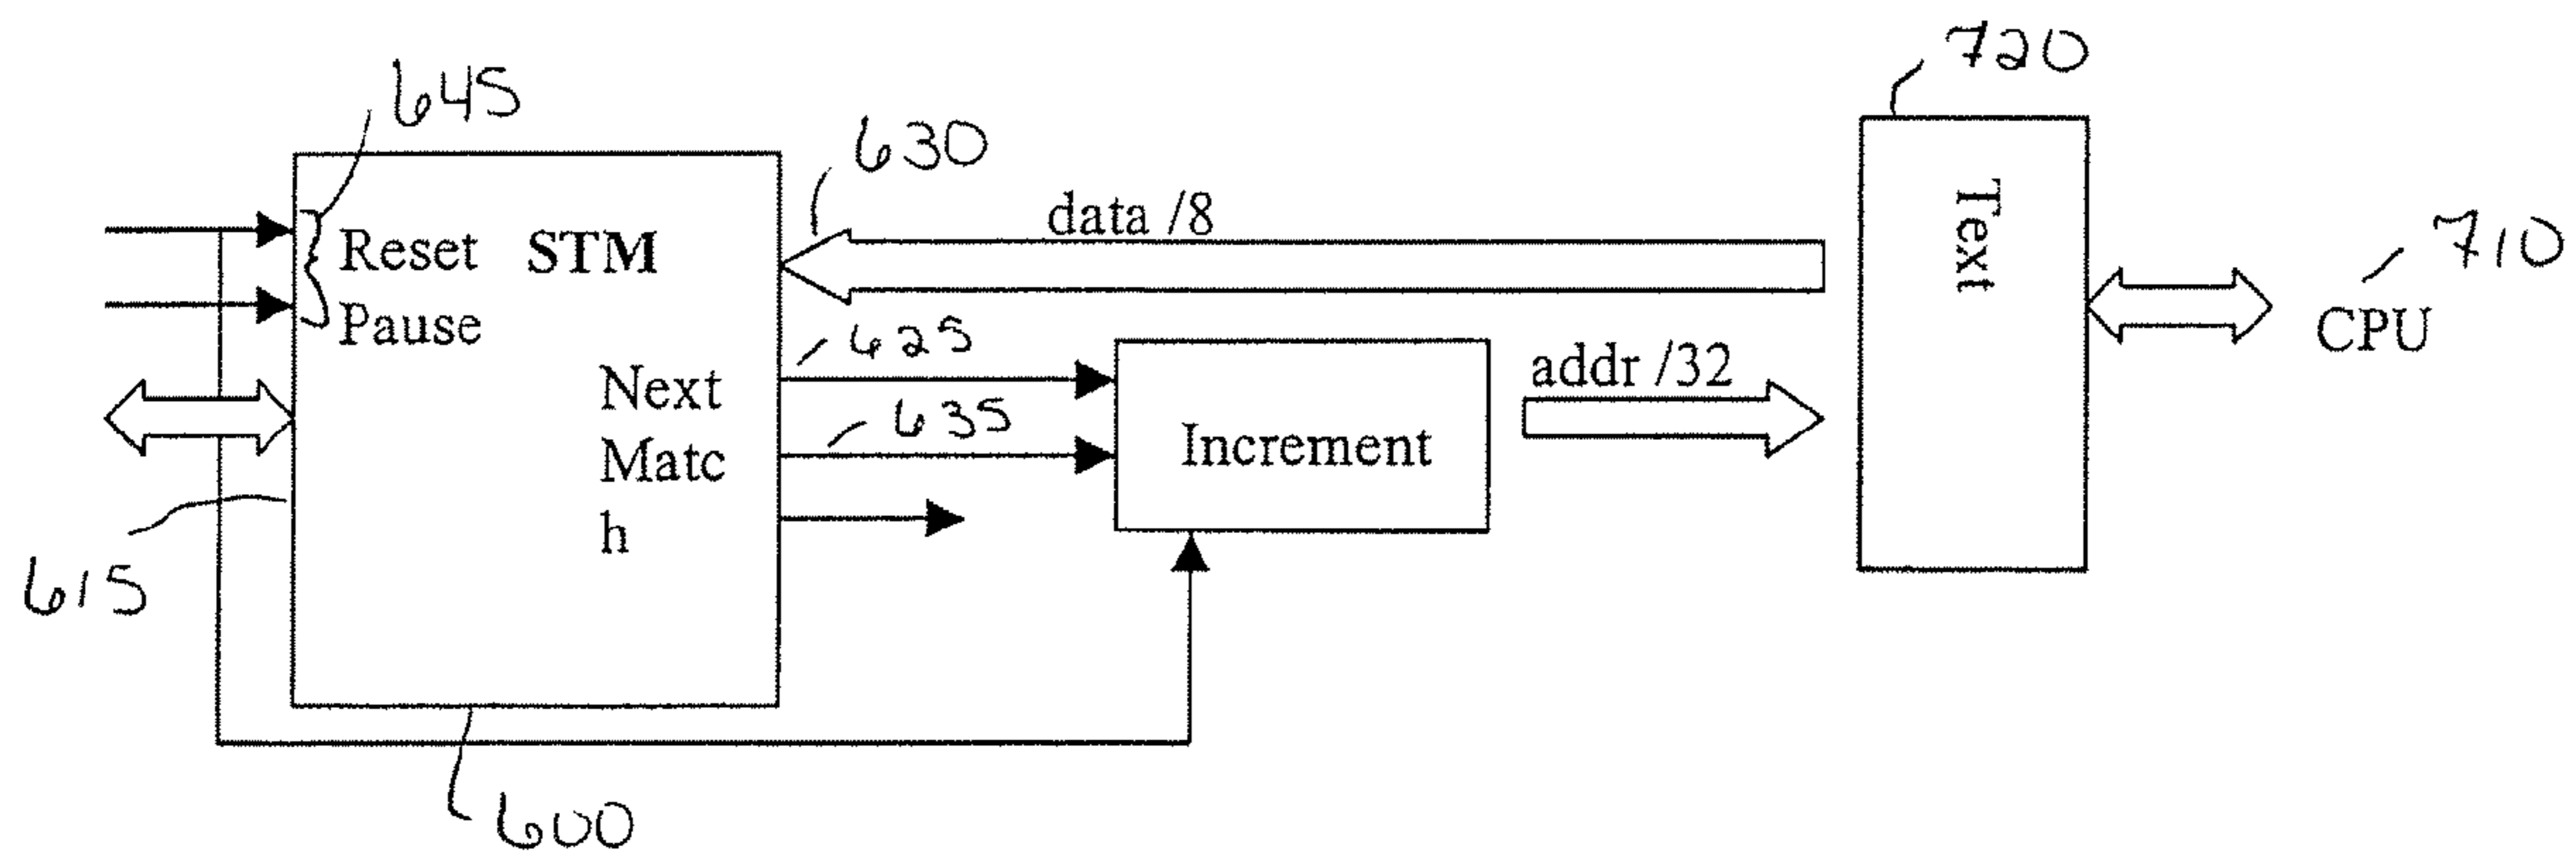 720
645
630
data /8
710
Reset STM
Text
Pause
CPU
625
Next
addr /32
635
Matc
Increment
h
615
600